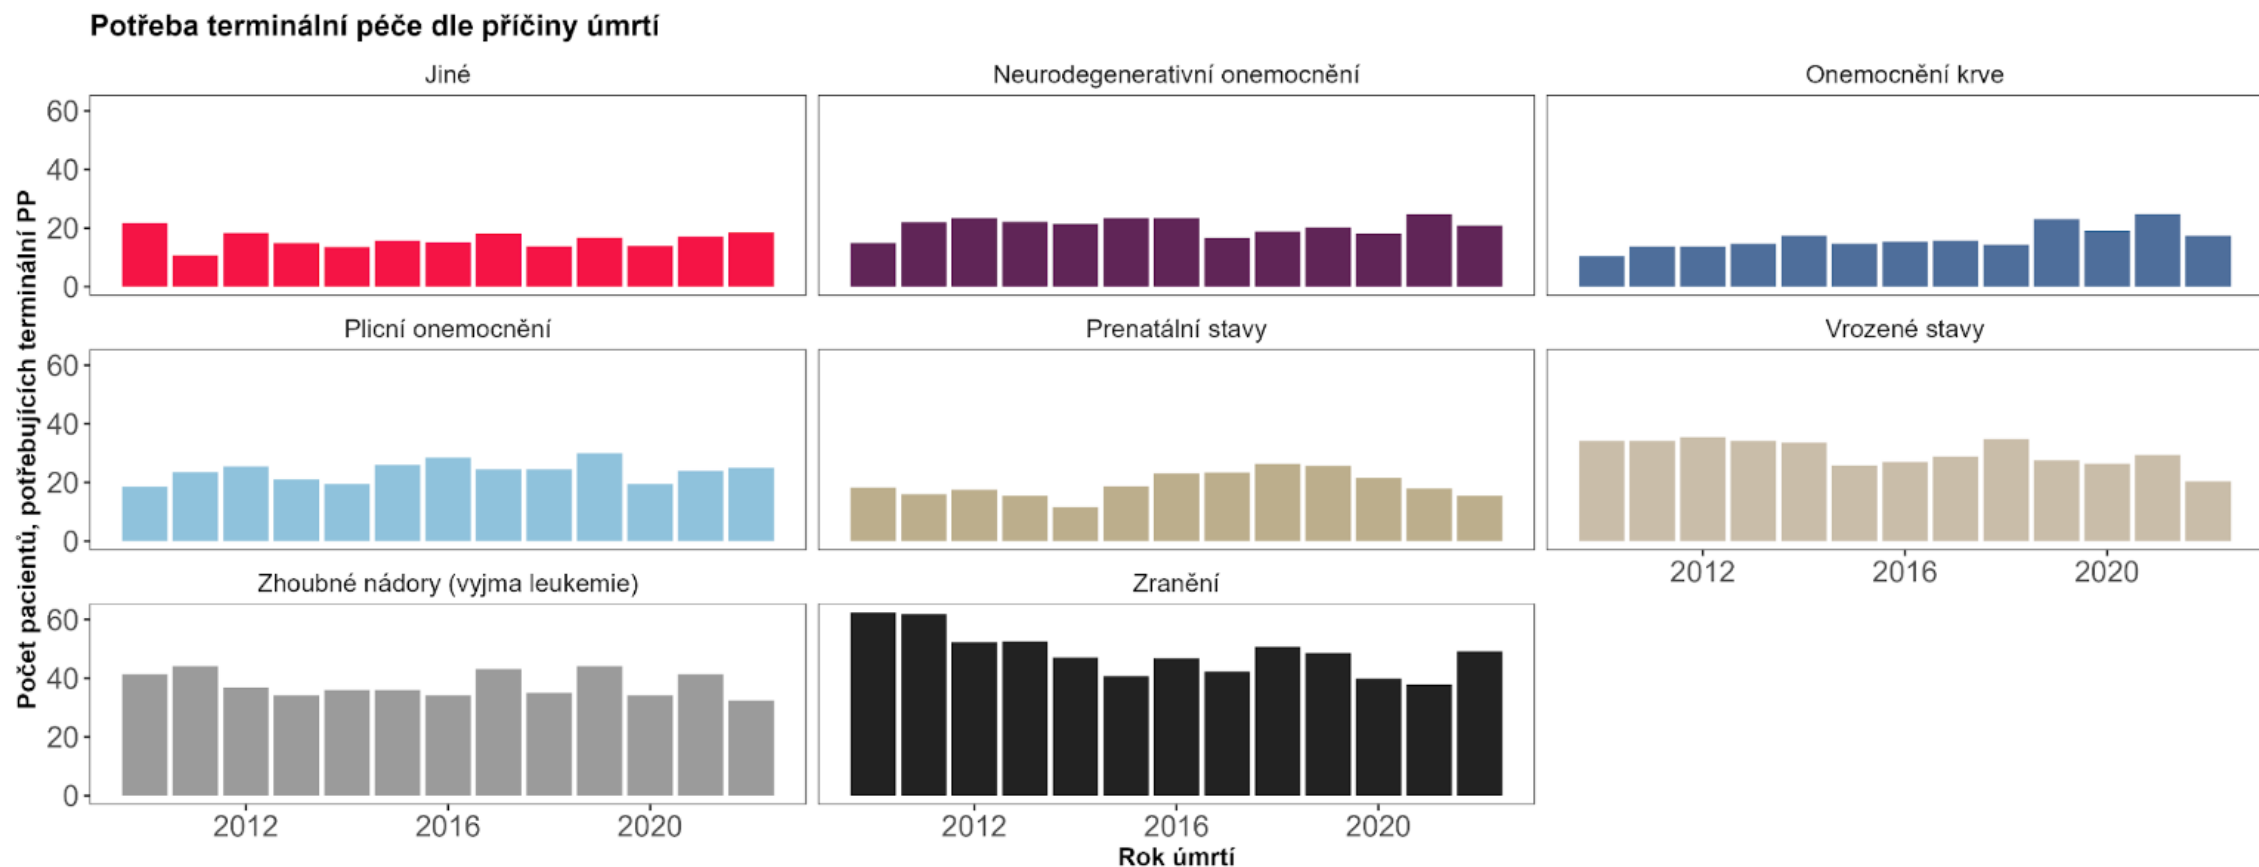 Potřeba terminální péče dle příčiny úmrtí
Jiné
Neurodegenerativní onemocnění
Onemocnění krve
60
40
20
0
Plicní onemocnění
Prenatální stavy
Vrozené stavy
60
40
20
0
2012 2016 2020
Zhoubné nádory (vyjma leukemie)
Zranění
60
40
20
0
2012 2016 2020
2012 2016 2020
Počet pacientů, potřebujících terminální PP
Rok úmrtí